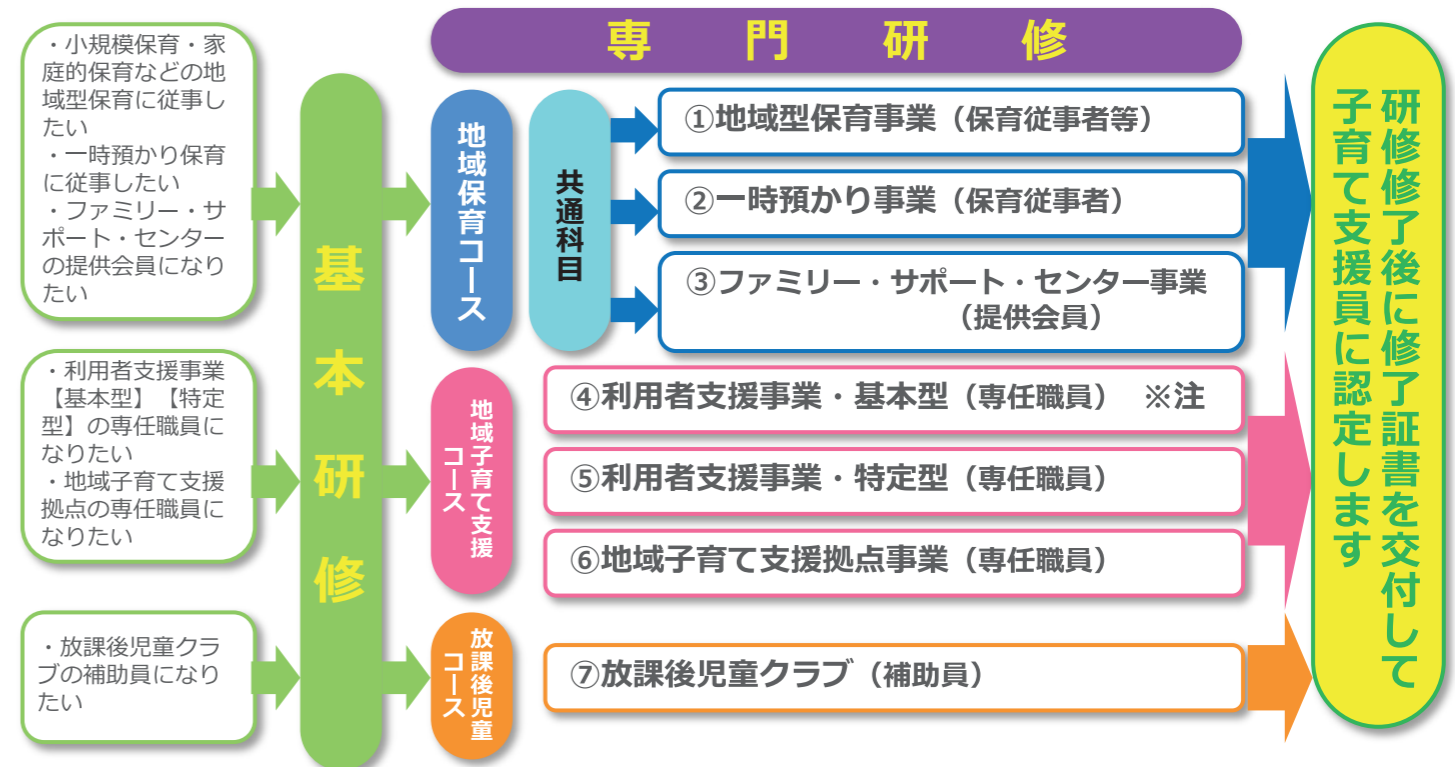 専門研修
・小規模保育・家
庭的保育などの地
域型保育に従事し
たい
・一時預かり保育
に従事したい
・ファミリー・サ
ポート・センター
の提供会員になり
たい
・利用者支援事業
【基本型】【特定
型】の専任職員に
なりたい
・地域子育て支援
拠点の専任職員に
なりたい
・放課後児童クラ
ブの補助員になり
たい
基本研修
地域保育コース
共通科目
①地域型保育事業（保育従事者等）
②一時預かり事業（保育従事者）
③ファミリー・サポート・センター事業
（提供会員）
地域子育て支援
コース
④利用者支援事業・基本型（専任職員）　※注
⑤利用者支援事業・特定型（専任職員）
⑥地域子育て支援拠点事業（専任職員）
放課後児童
コース
⑦放課後児童クラブ（補助員）
研修修了後に修了証書を交付して
子育て支援員に認定します